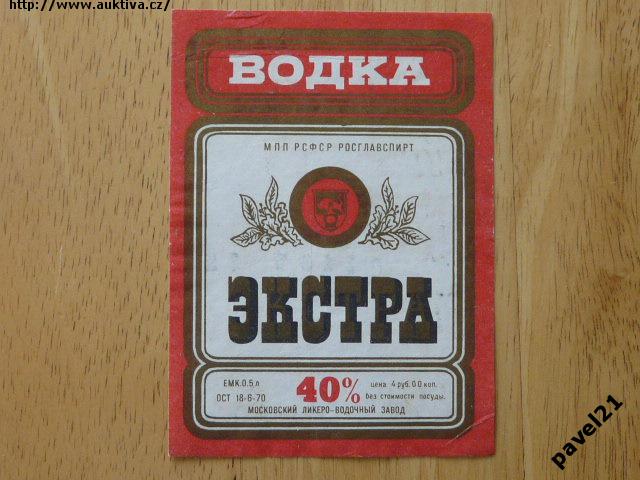 http://www.auktiva.cz/
ВОДКА
МПП РСФСР РОСГЛАВСПИРТ
ЭКСТРА
ЕМК. 0.5 л
ОСТ 18-6-70
40%
цена 4 руб. 00 коп.
без стоимости посуды.
МОСКОВСКИЙ ЛИКЕРО-ВОДОЧНЫЙ ЗАВОД
pavel21